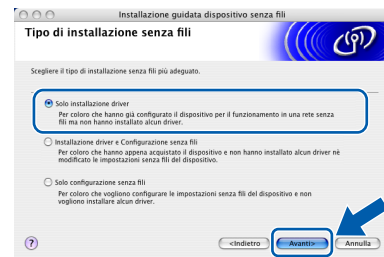 Installazione guidata dispositivo senza fili
Tipo di installazione senza fili
Scegliere il tipo di installazione senza fili più adeguato.
Solo installazione driver
Per coloro che hanno già configurato il dispositivo per il funzionamento in una rete senza
fili ma non hanno installato alcun driver.
Installazione driver e Configurazione senza fili
Per coloro che hanno appena acquistato il dispositivo e non hanno installato alcun driver nè
modificato le impostazioni senza fili del dispositivo.
Solo configurazione senza fili
Per coloro che vogliono configurare le impostazioni senza fili del dispositivo e non
vogliono installare alcun driver.
?
<Indietro
Avanti>
Annulla